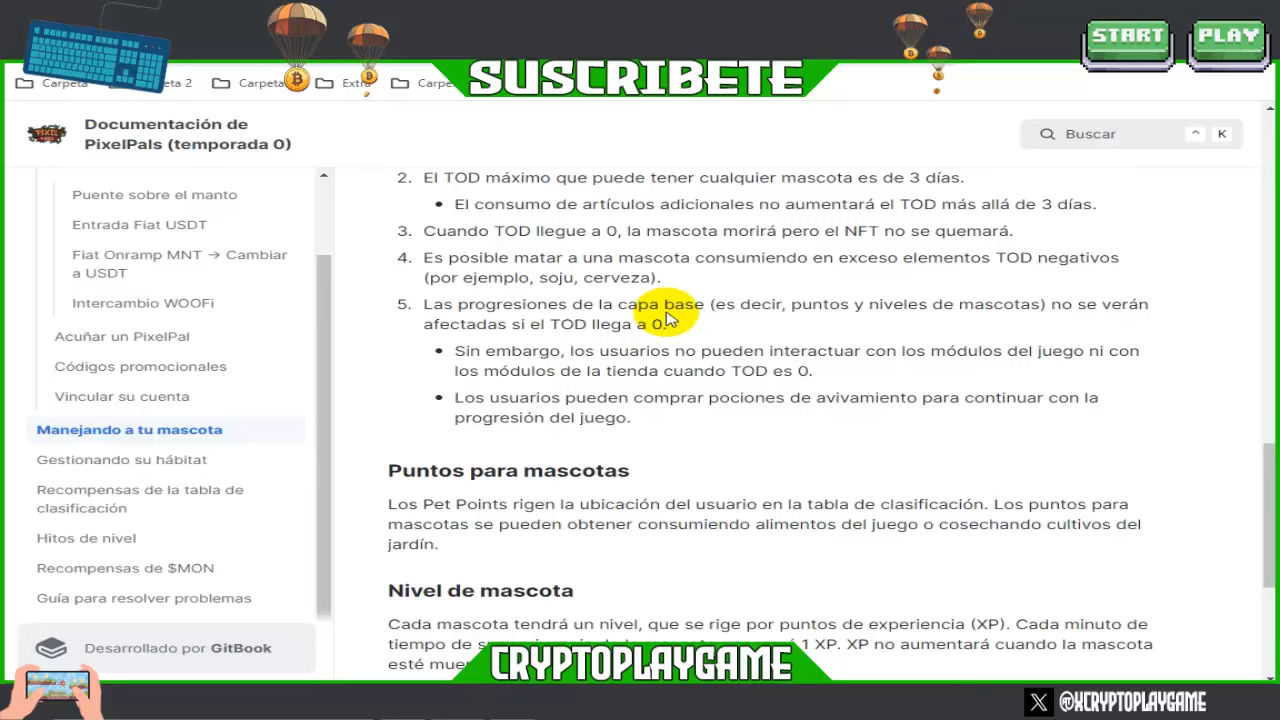 START PLAY
SUSCRIBETE
Carpeta
eta 2
Carpeta
Extra
Carpe
PIXEL
Documentación de
PixelPals (temporada 0)
Buscar
^ K
Puente sobre el manto
Entrada Fiat USDT
Fiat Onramp MNT → Cambiar
a USDT
Intercambio WOOFi
Acuñar un PixelPal
Códigos promocionales
Vincular su cuenta
Manejando a tu mascota
Gestionando su hábitat
Recompensas de la tabla de
clasificación
Hitos de nivel
Recompensas de $MON
Guía para resolver problemas
Desarrollado por GitBook
2. El TOD máximo que puede tener cualquier mascota es de 3 días.
• El consumo de artículos adicionales no aumentará el TOD más allá de 3 días.
3. Cuando TOD llegue a 0, la mascota morirá pero el NFT no se quemará.
4. Es posible matar a una mascota consumiendo en exceso elementos TOD negativos
(por ejemplo, soju, cerveza).
5. Las progresiones de la capa base (es decir, puntos y niveles de mascotas) no se verán
afectadas si el TOD llega a 0.
• Sin embargo, los usuarios no pueden interactuar con los módulos del juego ni con
los módulos de la tienda cuando TOD es 0.
• Los usuarios pueden comprar pociones de avivamiento para continuar con la
progresión del juego.
Puntos para mascotas
Los Pet Points rigen la ubicación del usuario en la tabla de clasificación. Los puntos para
mascotas se pueden obtener consumiendo alimentos del juego o cosechando cultivos del
jardín.
Nivel de mascota
Cada mascota tendrá un nivel, que se rige por puntos de experiencia (XP). Cada minuto de
tiempo de 1 XP. XP no aumentará cuando la mascota
esté
CRYPTOPLAYGAME
X @XCRYPTOPLAYGAME